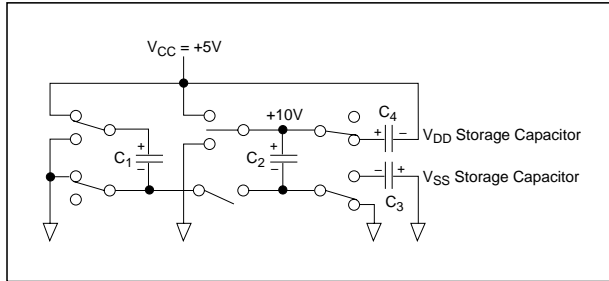 V_CC = +5V
+10V
C_4
+ −
V_DD Storage Capacitor
+
C_1
−
+
C_2
−
− +
V_SS Storage Capacitor
C_3